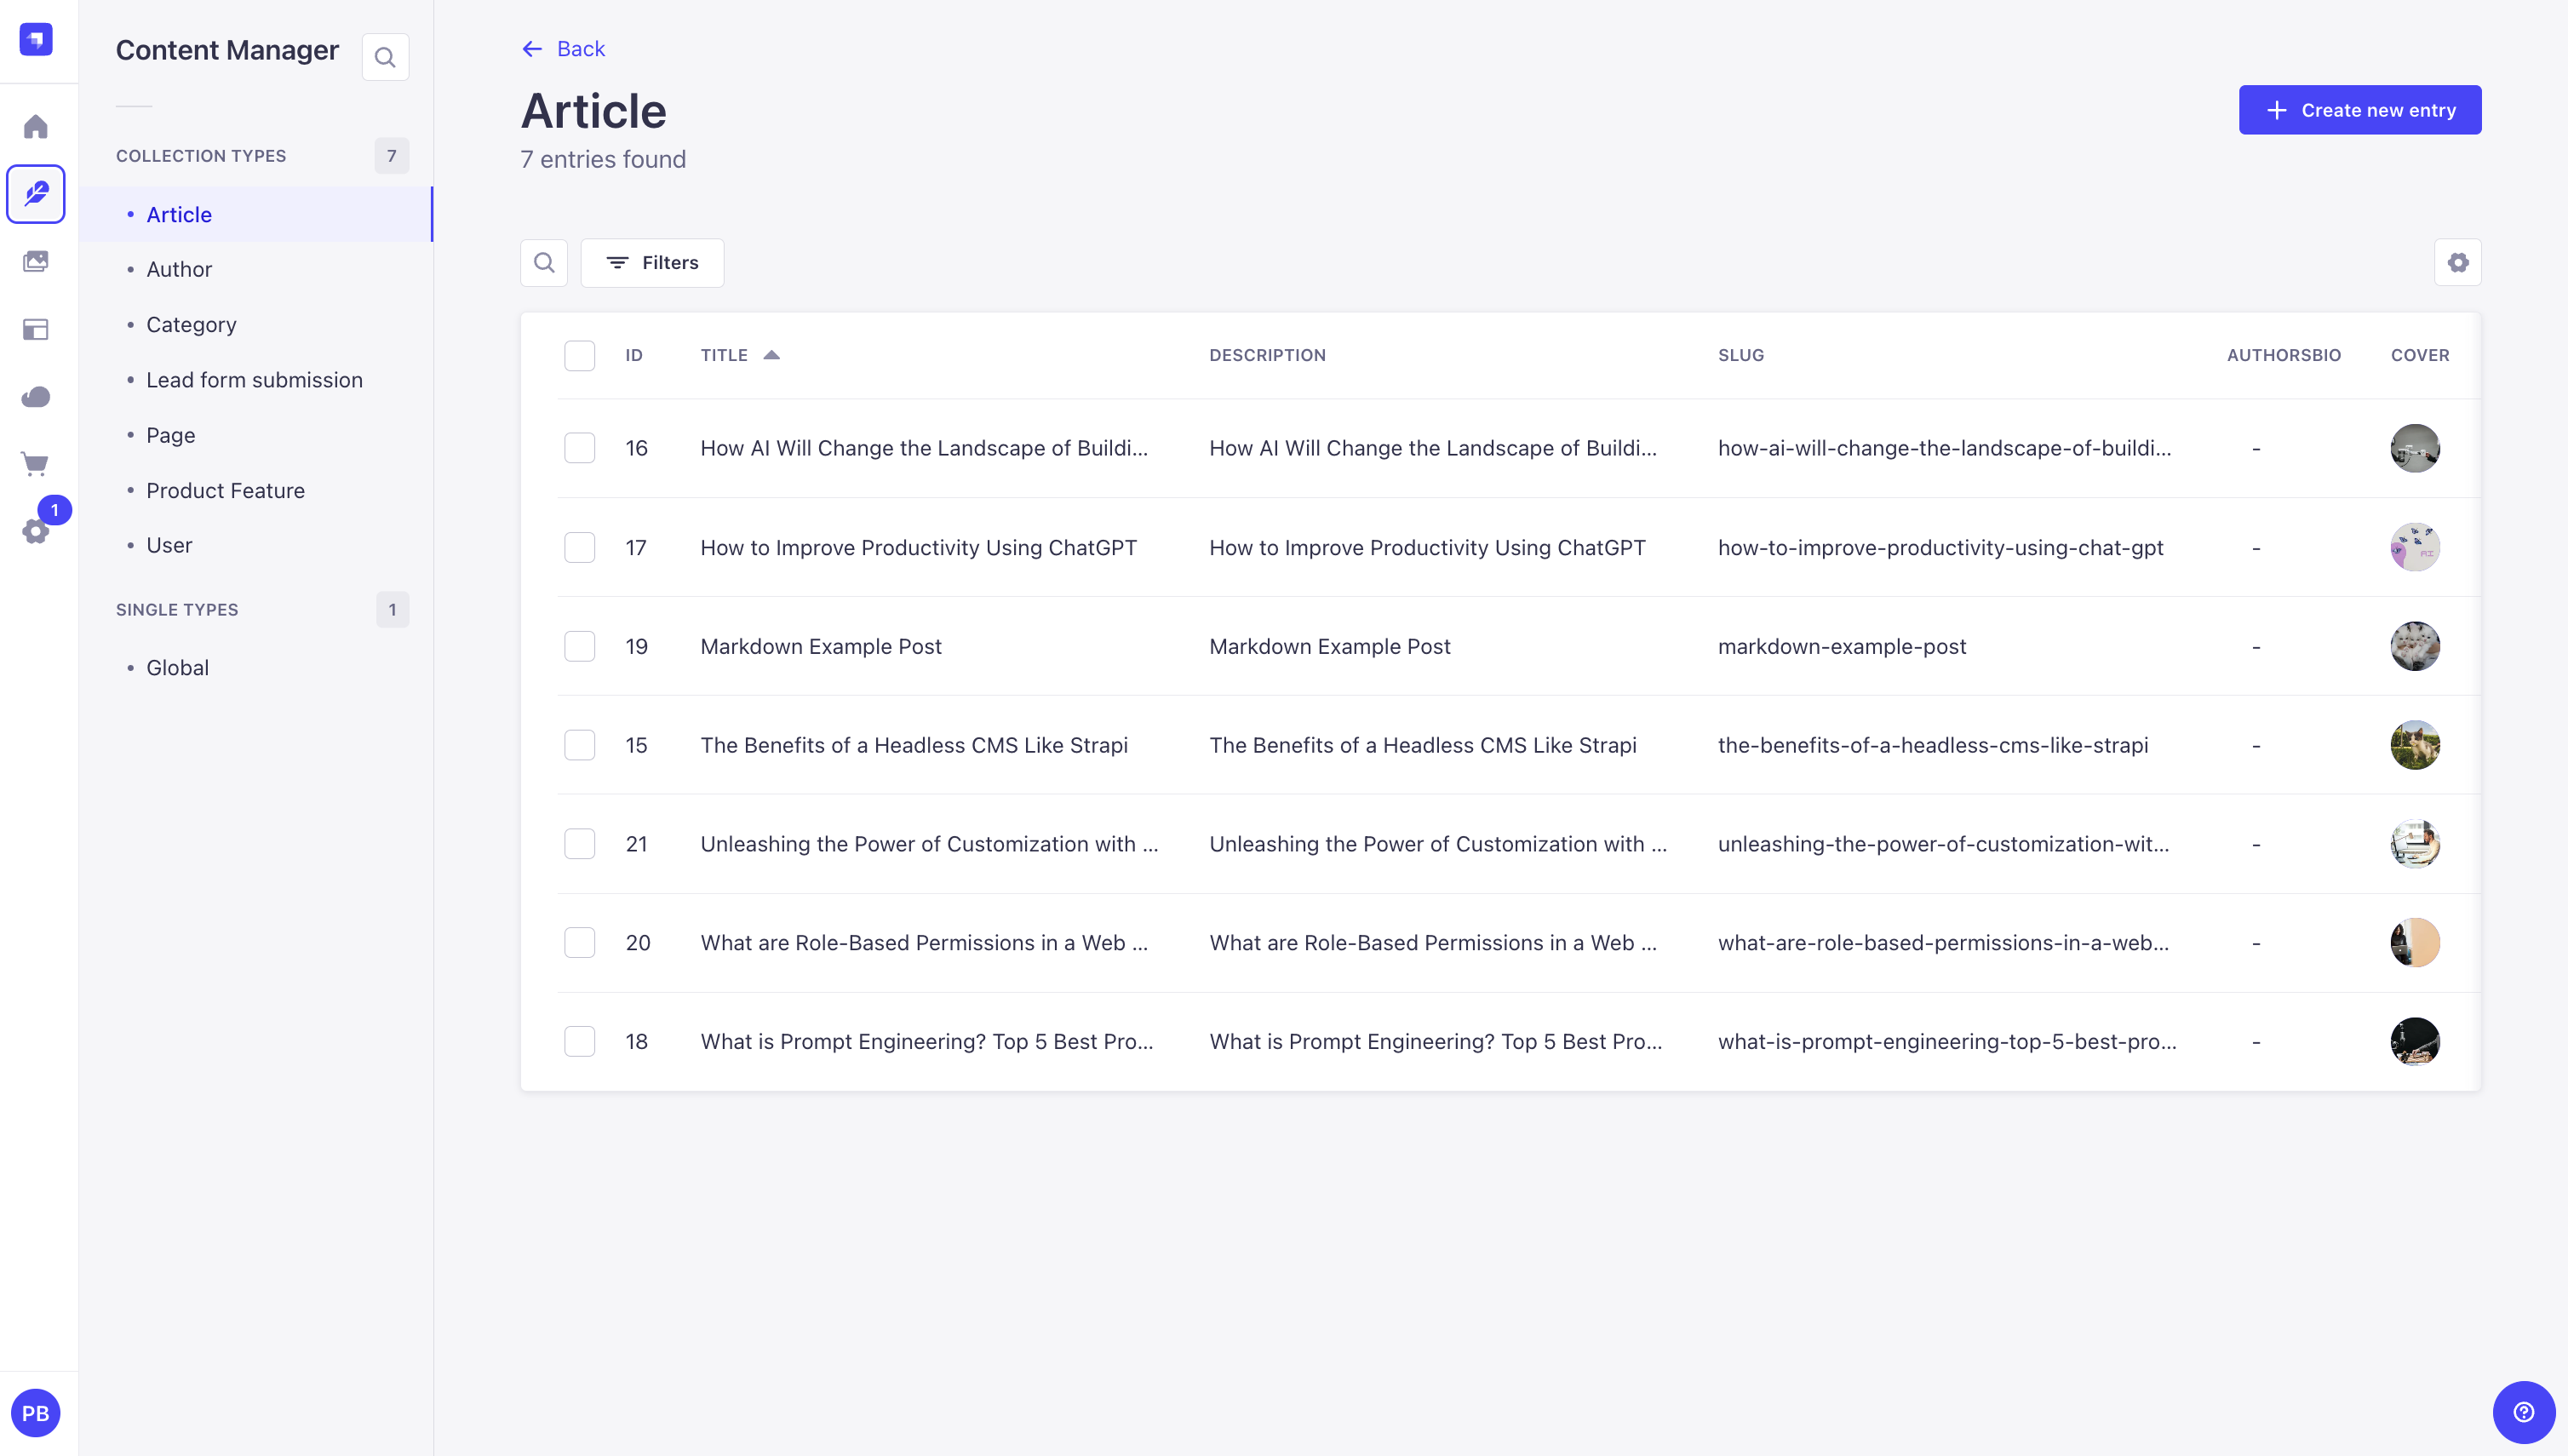 Content Manager
COLLECTION TYPES 7
Article
Author
Category
Lead form submission
Page
Product Feature
User
SINGLE TYPES 1
Global
1
PB
Back
Article
7 entries found
Create new entry
Filters
ID TITLE DESCRIPTION SLUG AUTHORSBIO COVER
16 How AI Will Change the Landscape of Buildi... How AI Will Change the Landscape of Buildi... how-ai-will-change-the-landscape-of-buildi... -
17 How to Improve Productivity Using ChatGPT How to Improve Productivity Using ChatGPT how-to-improve-productivity-using-chat-gpt - AI
19 Markdown Example Post Markdown Example Post markdown-example-post -
15 The Benefits of a Headless CMS Like Strapi The Benefits of a Headless CMS Like Strapi the-benefits-of-a-headless-cms-like-strapi -
21 Unleashing the Power of Customization with ... Unleashing the Power of Customization with ... unleashing-the-power-of-customization-wit... -
20 What are Role-Based Permissions in a Web ... What are Role-Based Permissions in a Web ... what-are-role-based-permissions-in-a-web... -
18 What is Prompt Engineering? Top 5 Best Pro... What is Prompt Engineering? Top 5 Best Pro... what-is-prompt-engineering-top-5-best-pro... -